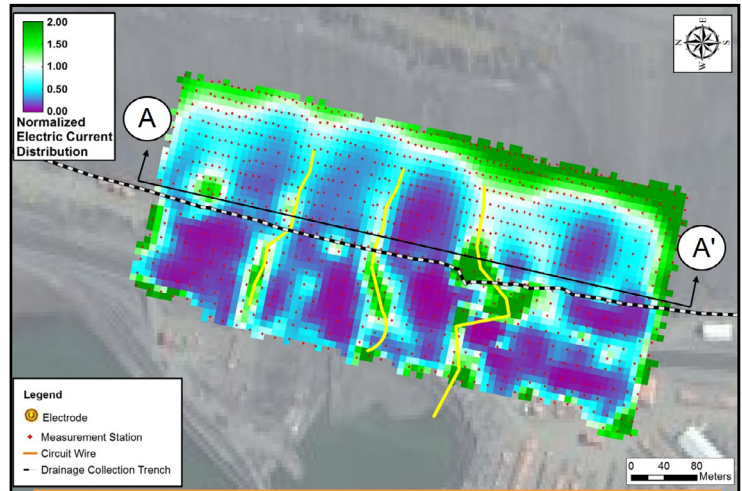 2.00
1.50
1.00
0.50
0.00
Normalized
Electric Current
Distribution
N
E
S
W
A
A'
Legend
Electrode
Measurement Station
Circuit Wire
Drainage Collection Trench
0 40 80
Meters